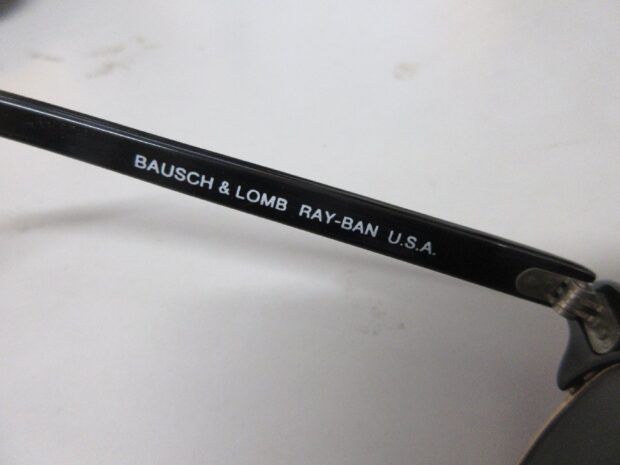 BAUSCH & LOMB RAY-BAN U.S.A.